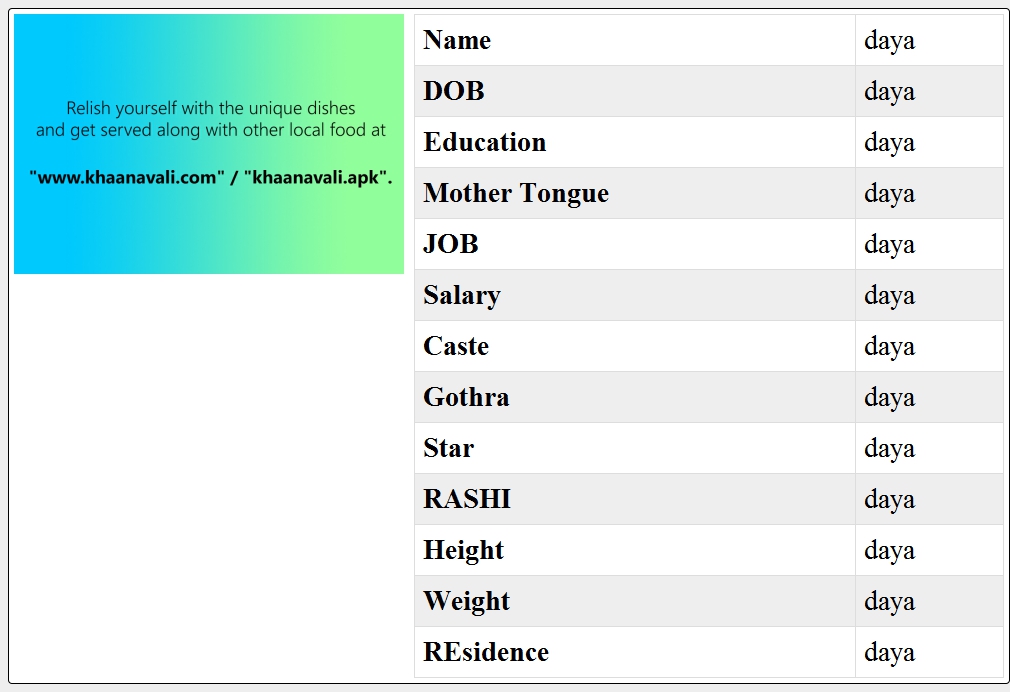 Relish yourself with the unique dishes
and get served along with other local food at
"www.khaanavali.com" / "khaanavali.apk".
Name daya
DOB daya
Education daya
Mother Tongue daya
JOB daya
Salary daya
Caste daya
Gothra daya
Star daya
RASHI daya
Height daya
Weight daya
REsidence daya